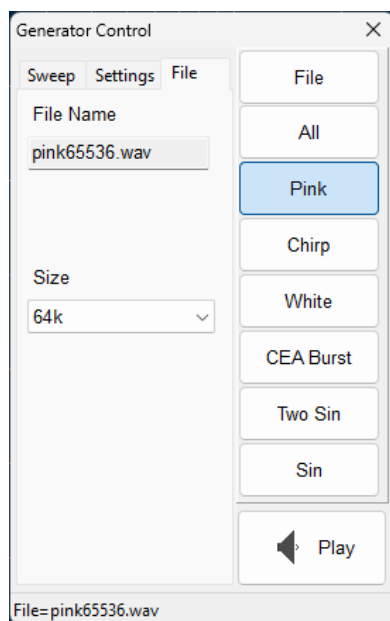 Generator Control
Sweep Settings File
File Name
pink65536.wav
Size
64k
File
All
Pink
Chirp
White
CEA Burst
Two Sin
Sin
Play
File=pink65536.wav